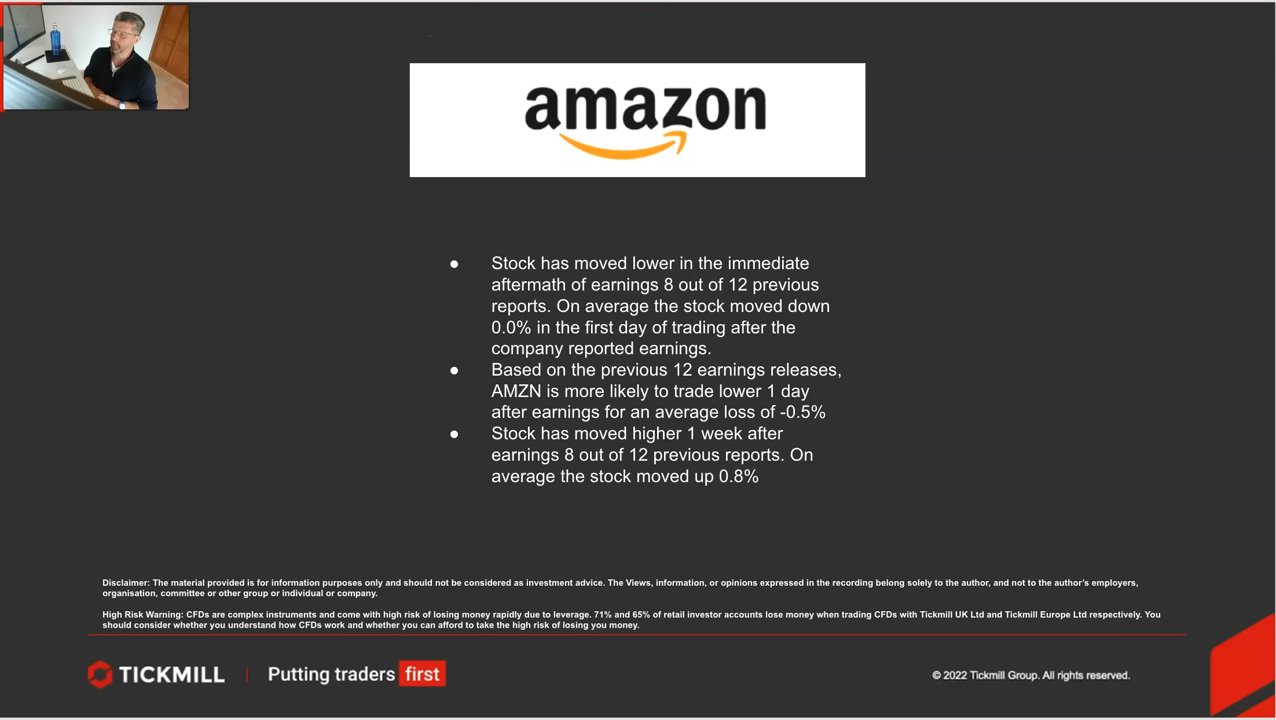 amazon
● Stock has moved lower in the immediate
aftermath of earnings 8 out of 12 previous
reports. On average the stock moved down
0.0% in the first day of trading after the
company reported earnings.
● Based on the previous 12 earnings releases,
AMZN is more likely to trade lower 1 day
after earnings for an average loss of -0.5%
● Stock has moved higher 1 week after
earnings 8 out of 12 previous reports. On
average the stock moved up 0.8%
Disclaimer: The material provided is for information purposes only and should not be considered as investment advice. The Views, information, or opinions expressed in the recording belong solely to the author, and not to the author's employers,
organisation, committee or other group or individual or company.
High Risk Warning: CFDs are complex instruments and come with high risk of losing money rapidly due to leverage. 71% and 65% of retail investor accounts lose money when trading CFDs with Tickmill UK Ltd and Tickmill Europe Ltd respectively. You
should consider whether you understand how CFDs work and whether you can afford to take the high risk of losing you money.
TICKMILL | Putting traders first
© 2022 Tickmill Group. All rights reserved.